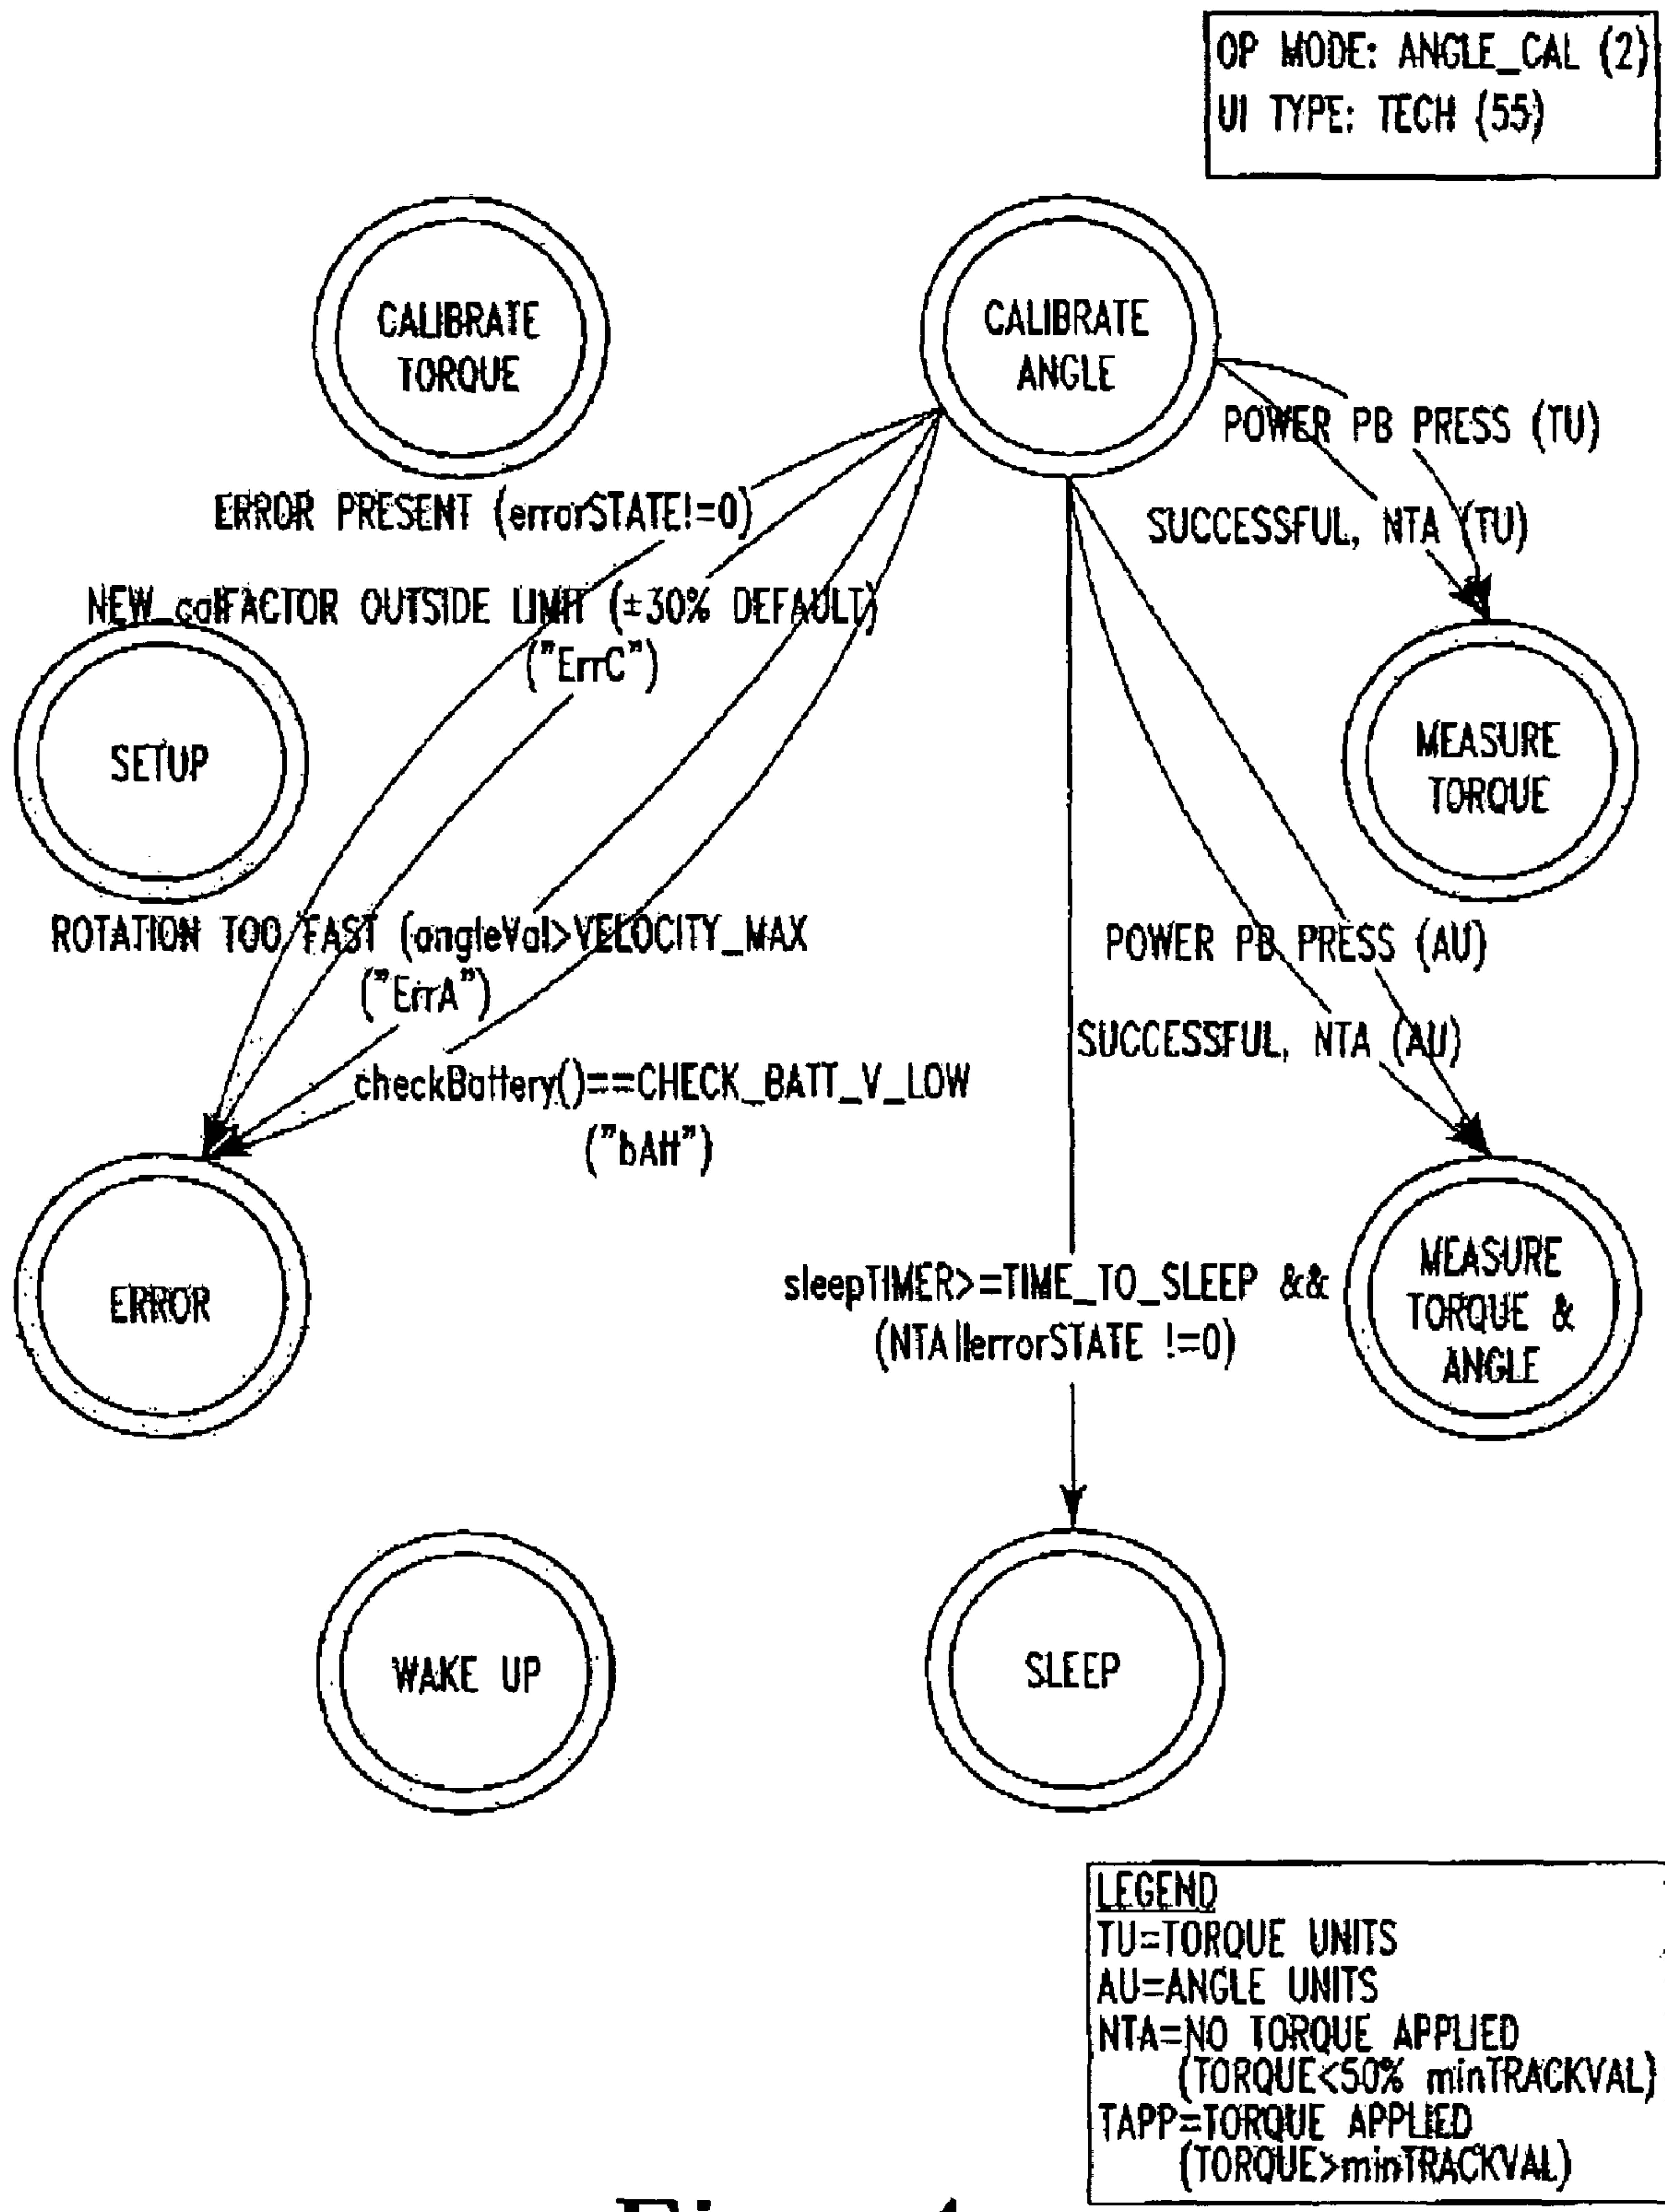 OP MODE: ANGLE_CAL (2)
UI TYPE: TECH (55)
CALIBRATE
TORQUE
CALIBRATE
ANGLE
POWER PB PRESS (TU)
ERROR PRESENT (errorSTATE!=0)
SUCCESSFUL, NTA (TU)
NEW_calFACTOR OUTSIDE LIMIT (±30% DEFAULT)
("ErrC")
SETUP
MEASURE
TORQUE
ROTATION TOO FAST (angleVal>VELOCITY_MAX
("ErrA")
POWER PB PRESS (AU)
SUCCESSFUL, NTA (AU)
checkBattery()==CHECK_BATT_V_LOW
("bAtt")
ERROR
sleepTIMER>=TIME_TO_SLEEP &&
(NTA||errorSTATE !=0)
MEASURE
TORQUE &
ANGLE
WAKE UP
SLEEP
LEGEND
TU=TORQUE UNITS
AU=ANGLE UNITS
NTA=NO TORQUE APPLIED
(TORQUE<50% minTRACKVAL)
TAPP=TORQUE APPLIED
(TORQUE>minTRACKVAL)